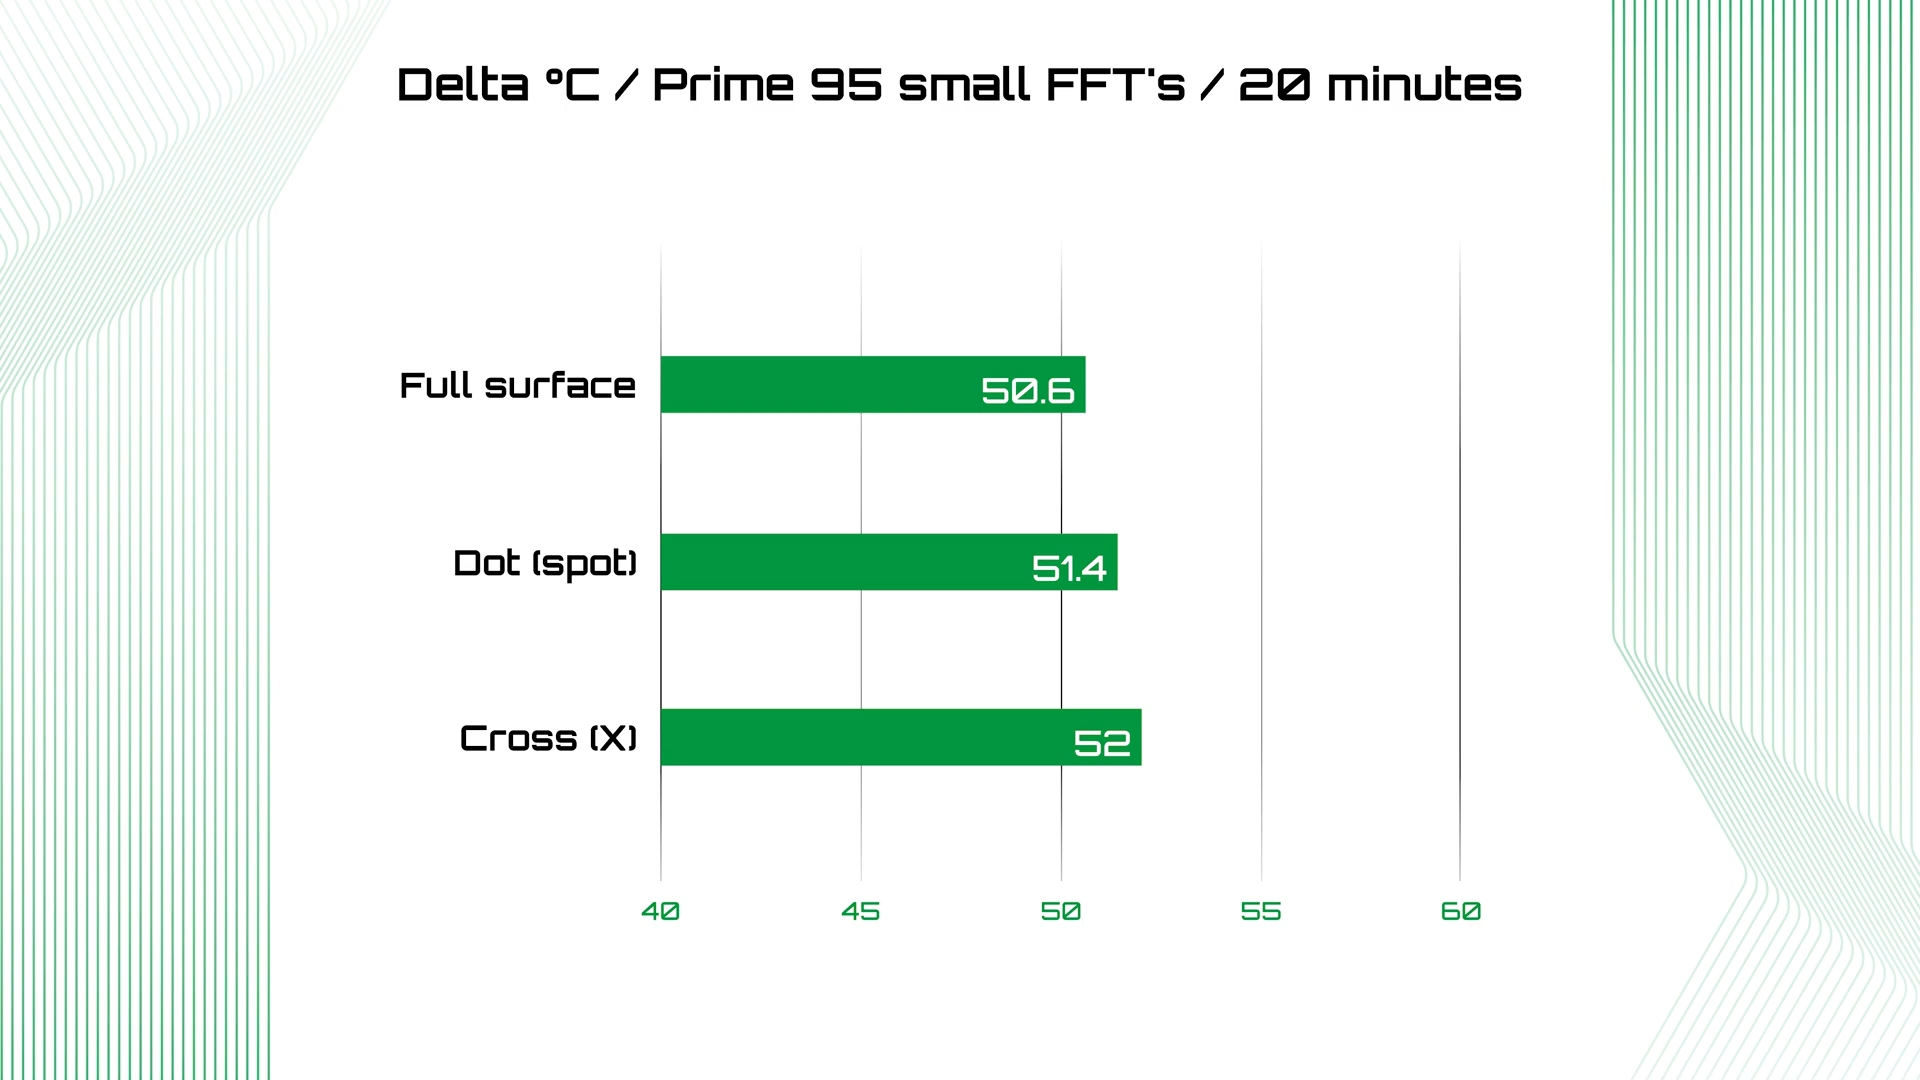 Delta °C / Prime 95 small FFT's / 20 minutes
Full surface
50.6
Dot (spot)
51.4
Cross (X)
52
40 45 50 55 60